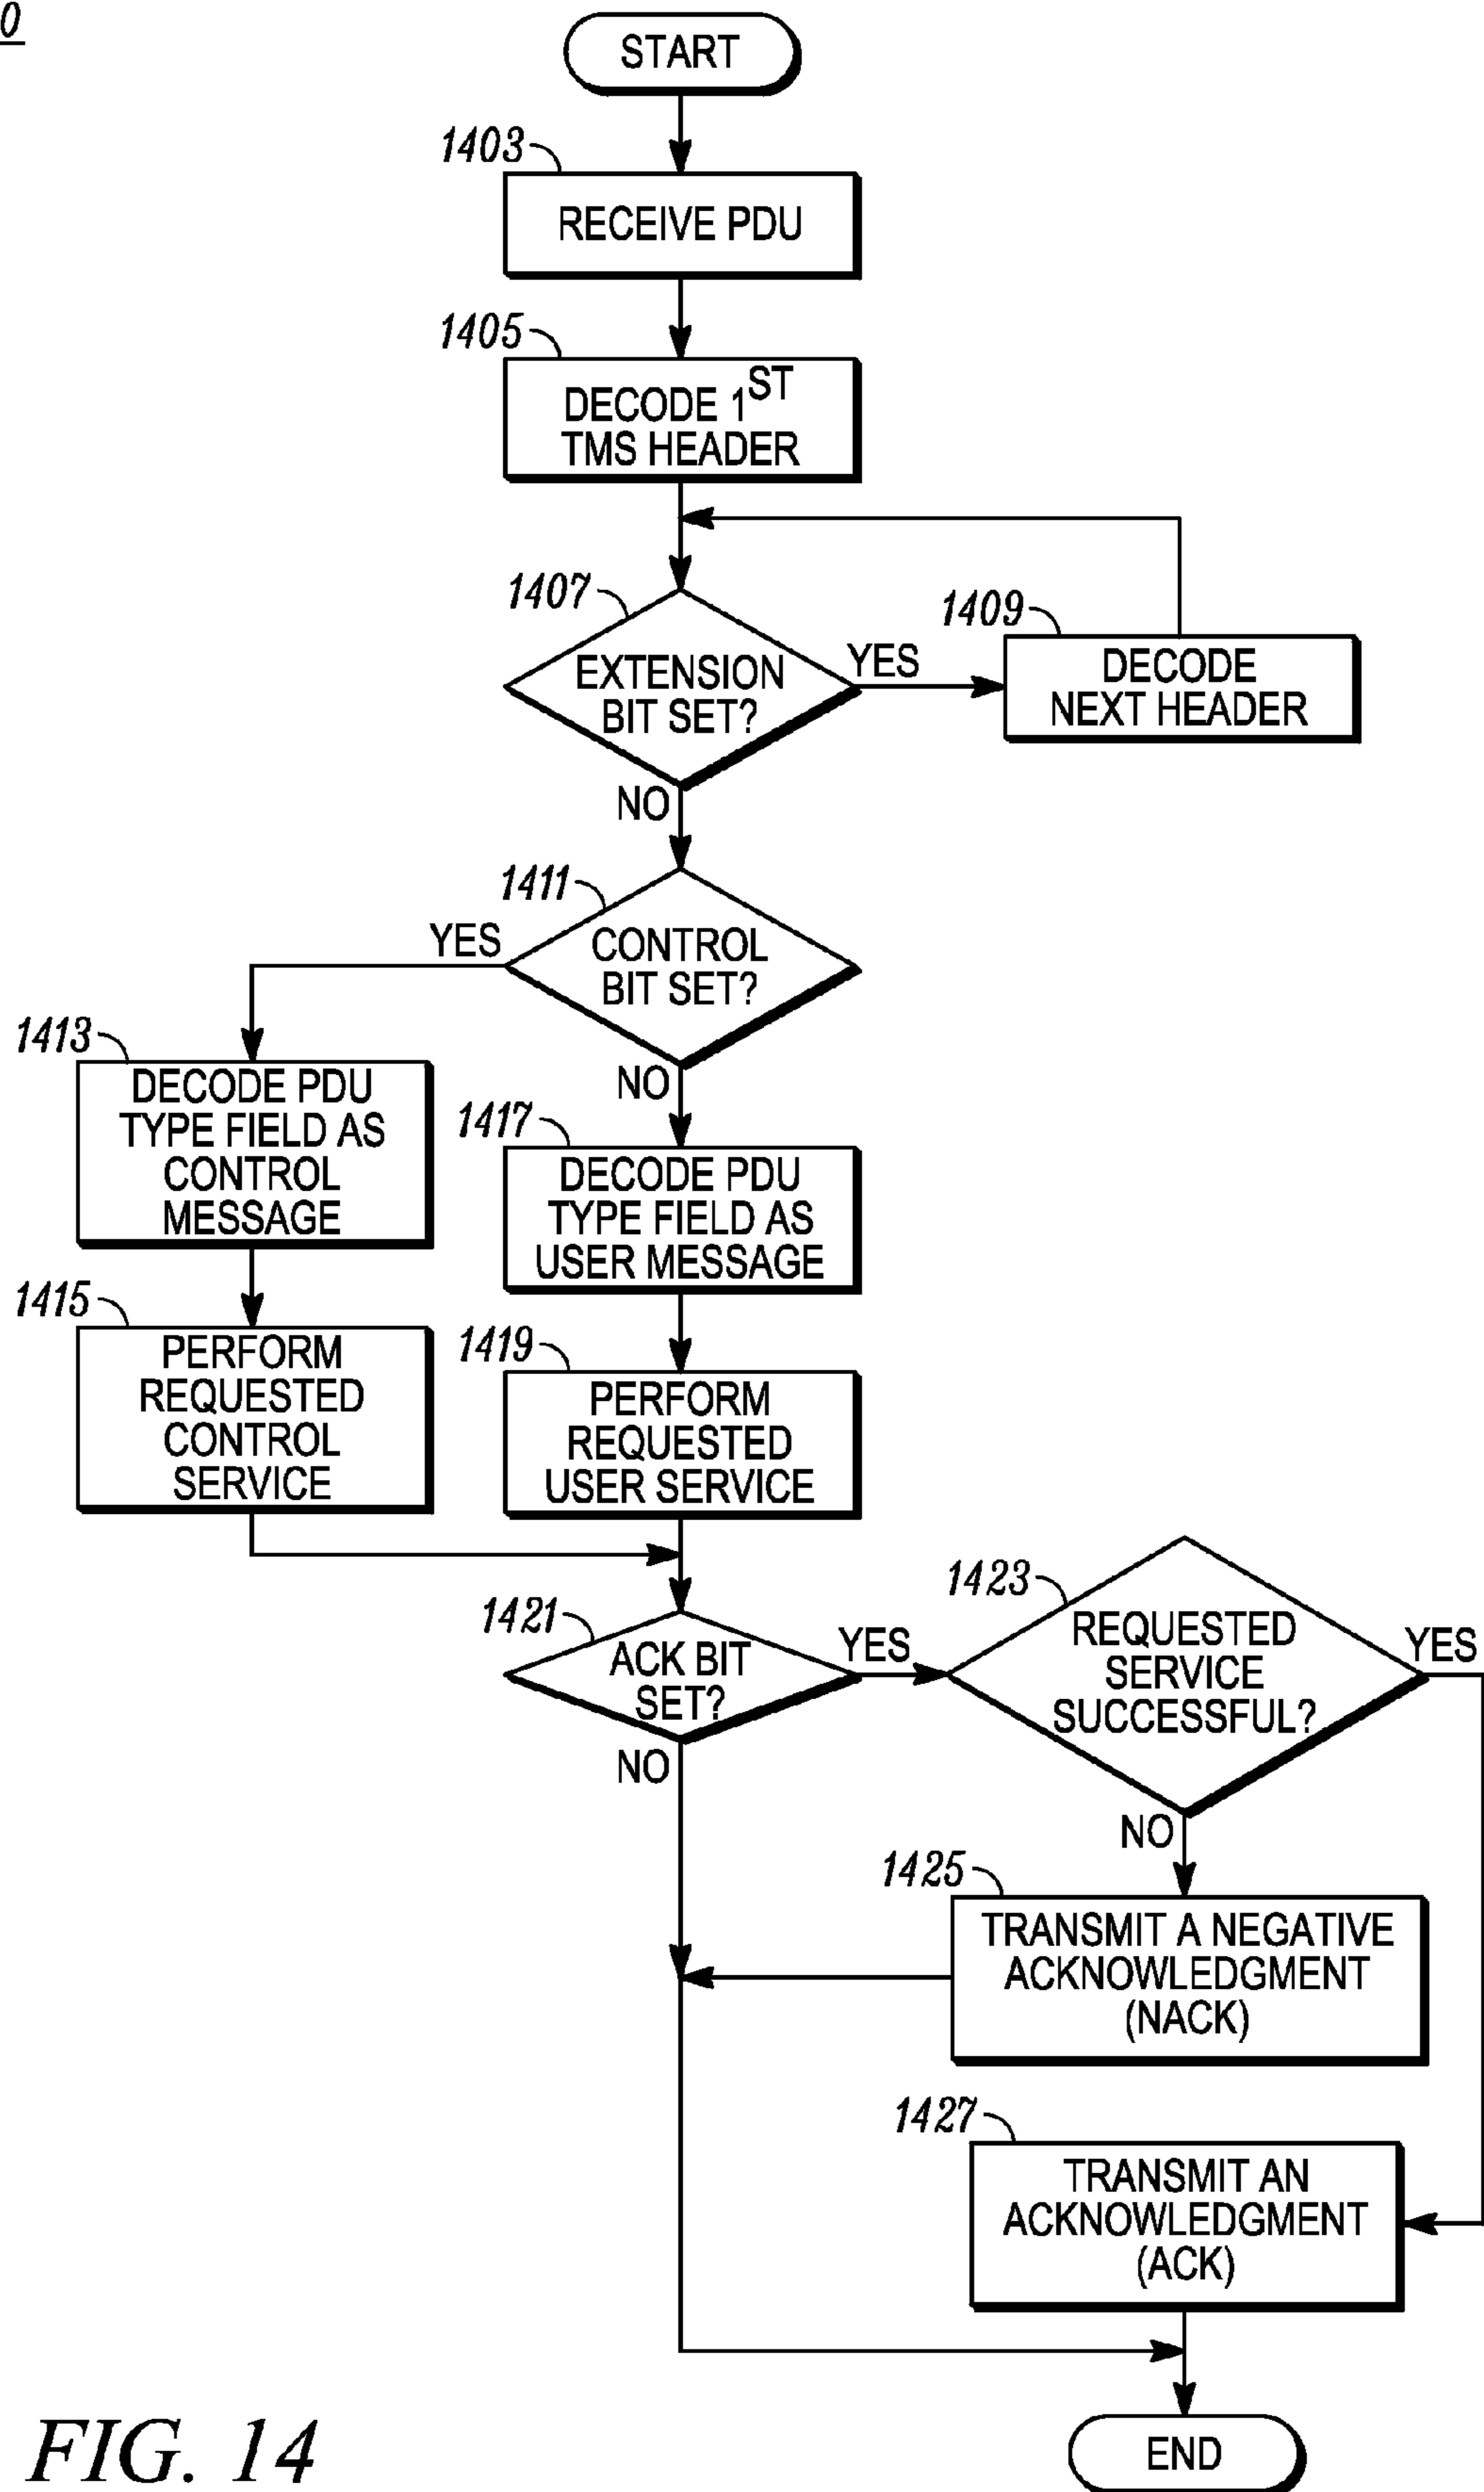 0
START
1403
RECEIVE PDU
1405
DECODE 1ST
TMS HEADER
1407
EXTENSION
BIT SET?
YES
1409
DECODE
NEXT HEADER
NO
1411
CONTROL
BIT SET?
YES
NO
1413
DECODE PDU
TYPE FIELD AS
CONTROL
MESSAGE
1417
DECODE PDU
TYPE FIELD AS
USER MESSAGE
1415
PERFORM
REQUESTED
CONTROL
SERVICE
1419
PERFORM
REQUESTED
USER SERVICE
1421
ACK BIT
SET?
YES
NO
1423
REQUESTED
SERVICE
SUCCESSFUL?
YES
NO
1425
TRANSMIT A NEGATIVE
ACKNOWLEDGMENT
(NACK)
1427
TRANSMIT AN
ACKNOWLEDGMENT
(ACK)
END
FIG. 14